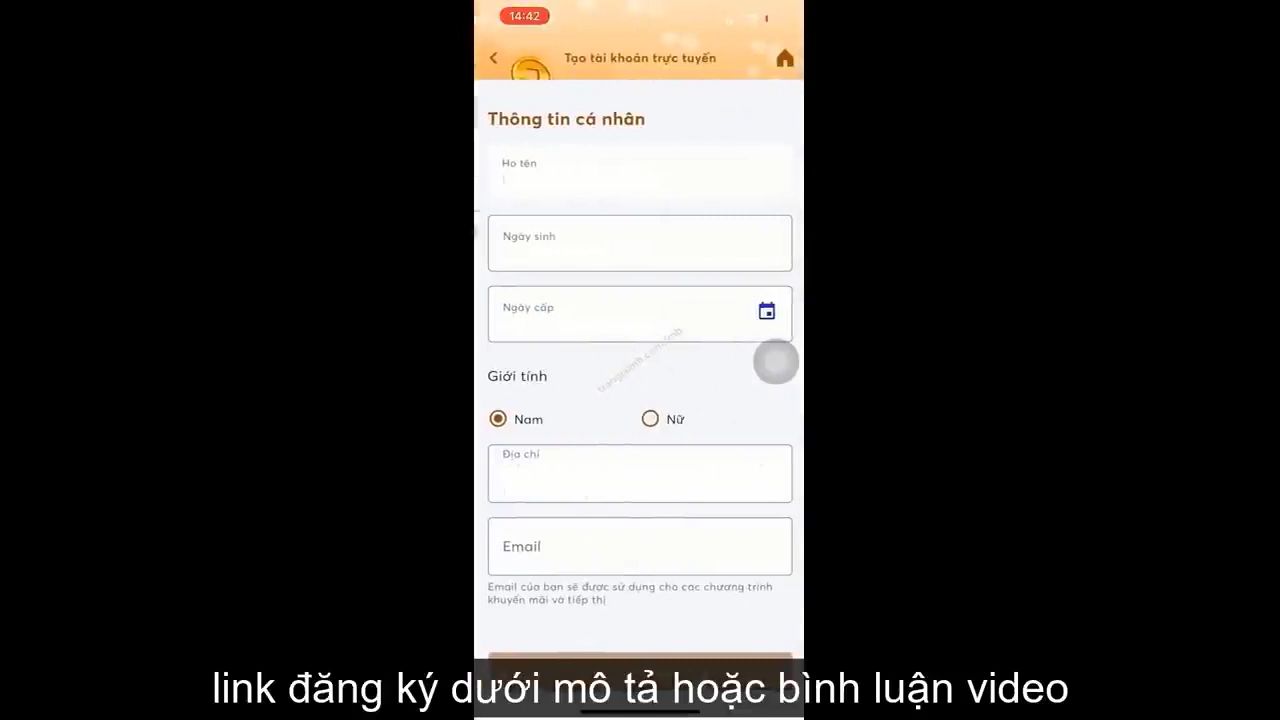 14:42
Tạo tài khoản trực tuyến
Thông tin cá nhân
Họ tên
Ngày sinh
Ngày cấp
Giới tính
Nam
Nữ
Địa chỉ
Email
Email của bạn sẽ được sử dụng cho các chương trình
khuyến mãi và tiếp thị
link đăng ký dưới mô tả hoặc bình luận video